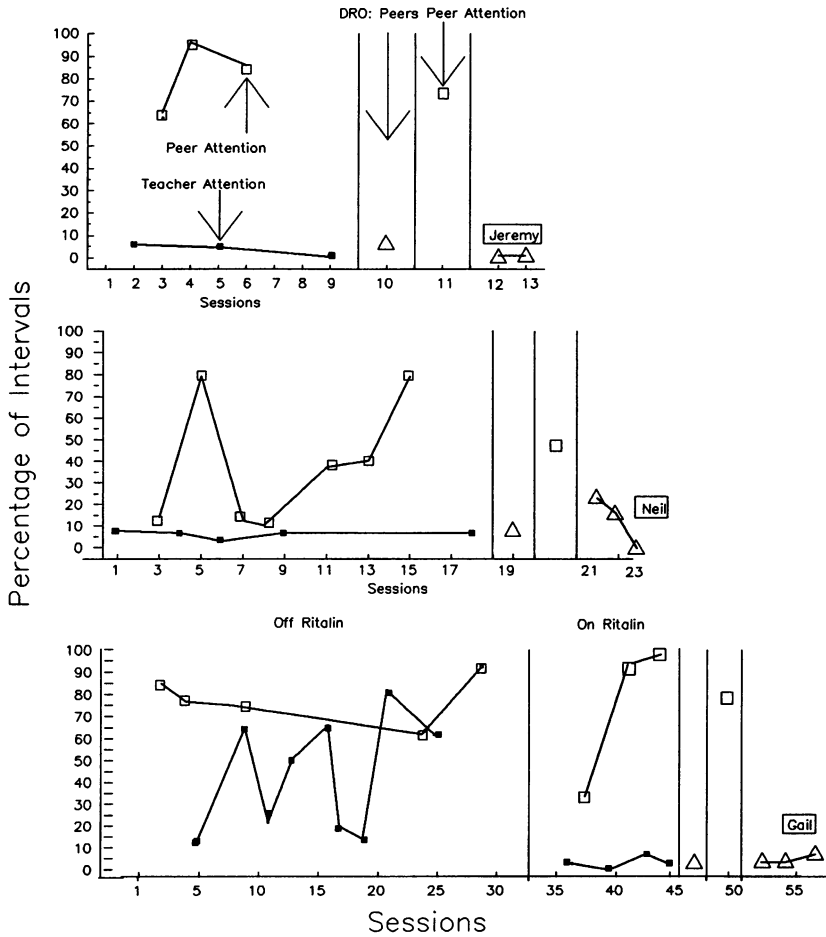 DRO: Peers Peer Attention
100
90
80
70
60
50
40
30
20
10
0
Peer Attention
Teacher Attention
Jeremy
1 2 3 4 5 6 7 8 9 10 11 12 13
Sessions
Percentage of Intervals
100
90
80
70
60
50
40
30
20
10
0
Neil
1 3 5 7 9 11 13 15 17 19 21 23
Sessions
Off Ritalin On Ritalin
100
90
80
70
60
50
40
30
20
10
0
Gail
1 5 10 15 20 25 30 35 40 45 50 55
Sessions